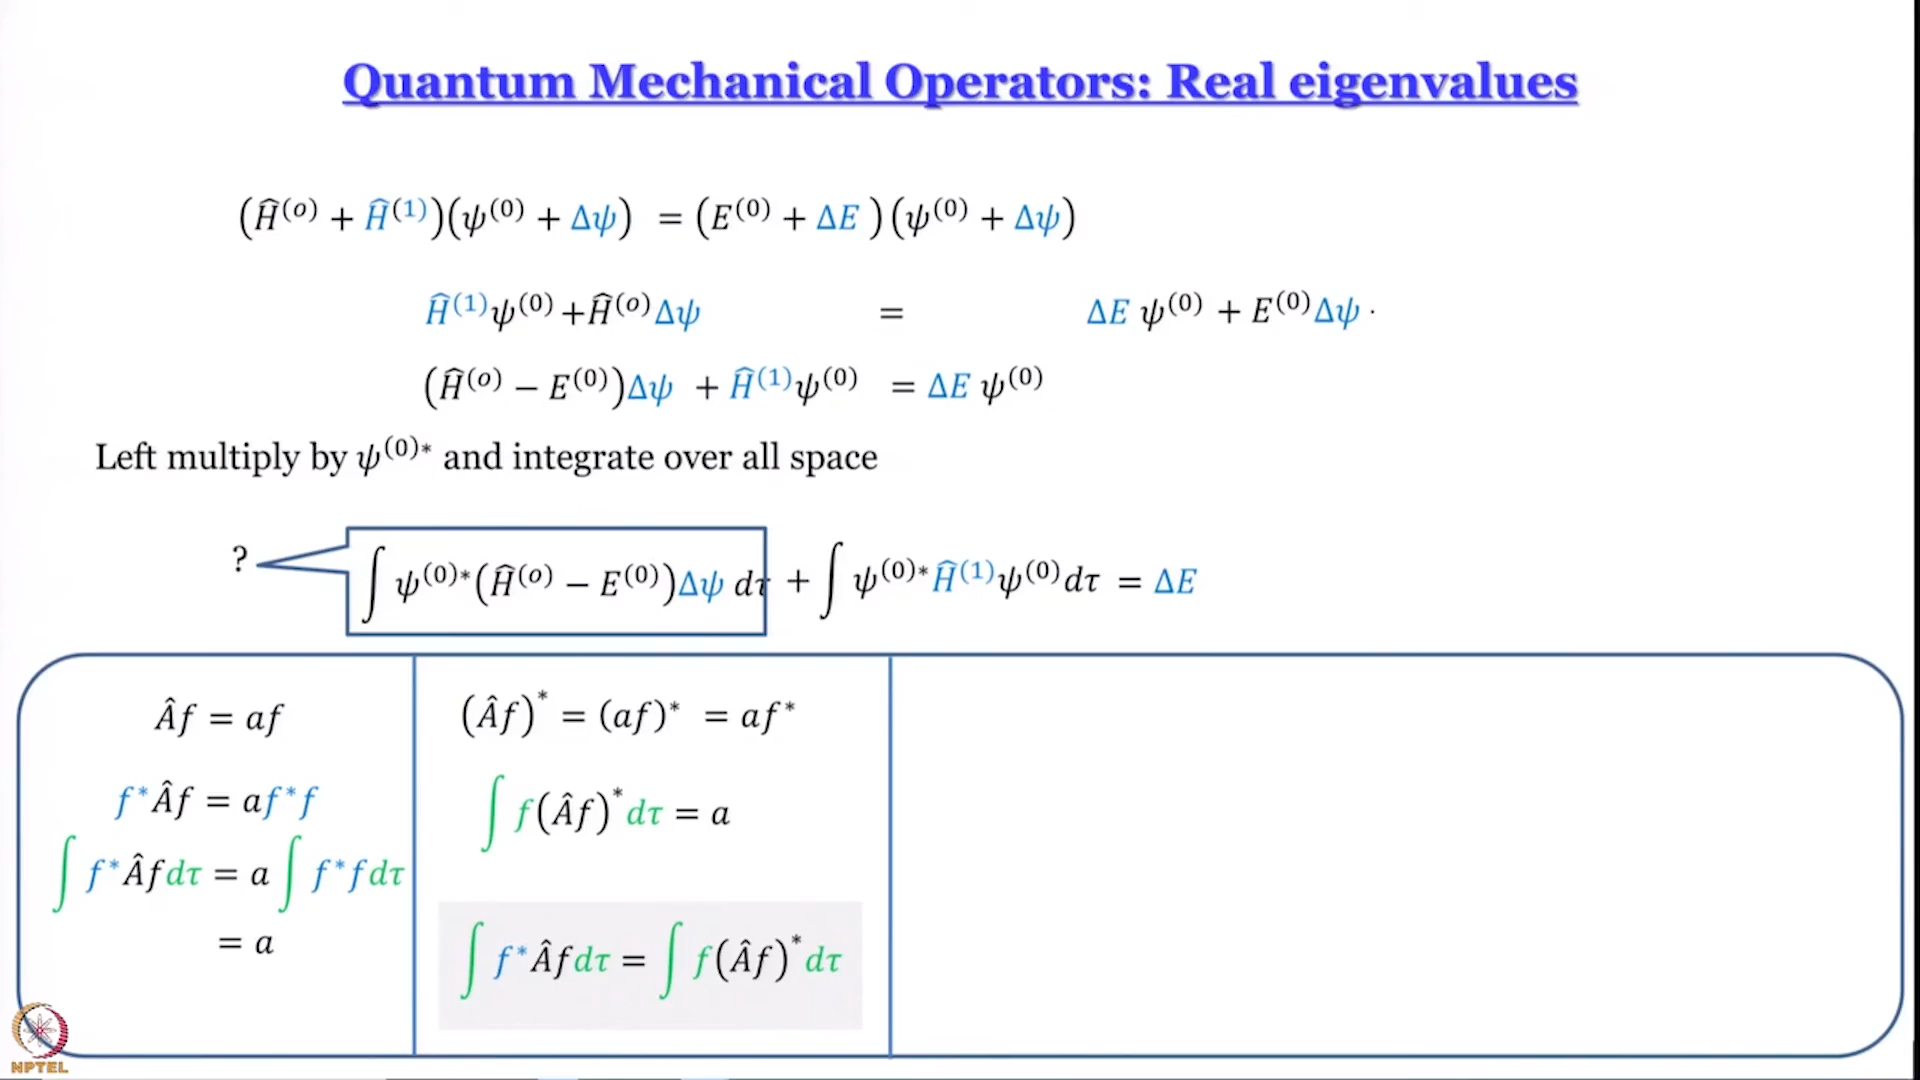 Quantum Mechanical Operators: Real eigenvalues
(Ĥ⁽ᵒ⁾ + Ĥ⁽¹⁾)(ψ⁽⁰⁾ + Δψ) = (E⁽⁰⁾ + ΔE )(ψ⁽⁰⁾ + Δψ)
Ĥ⁽¹⁾ψ⁽⁰⁾+Ĥ⁽ᵒ⁾Δψ = ΔE ψ⁽⁰⁾ + E⁽⁰⁾Δψ ·
(Ĥ⁽ᵒ⁾ − E⁽⁰⁾)Δψ + Ĥ⁽¹⁾ψ⁽⁰⁾ = ΔE ψ⁽⁰⁾
Left multiply by ψ⁽⁰⁾* and integrate over all space
? ∫ ψ⁽⁰⁾*(Ĥ⁽ᵒ⁾ − E⁽⁰⁾)Δψ dτ + ∫ ψ⁽⁰⁾*Ĥ⁽¹⁾ψ⁽⁰⁾dτ = ΔE
Âf = af
f*Âf = af*f
∫ f*Âfdτ = a ∫ f*fdτ
= a
(Âf)* = (af)* = af*
∫ f(Âf)*dτ = a
∫ f*Âfdτ = ∫ f(Âf)*dτ
NPTEL